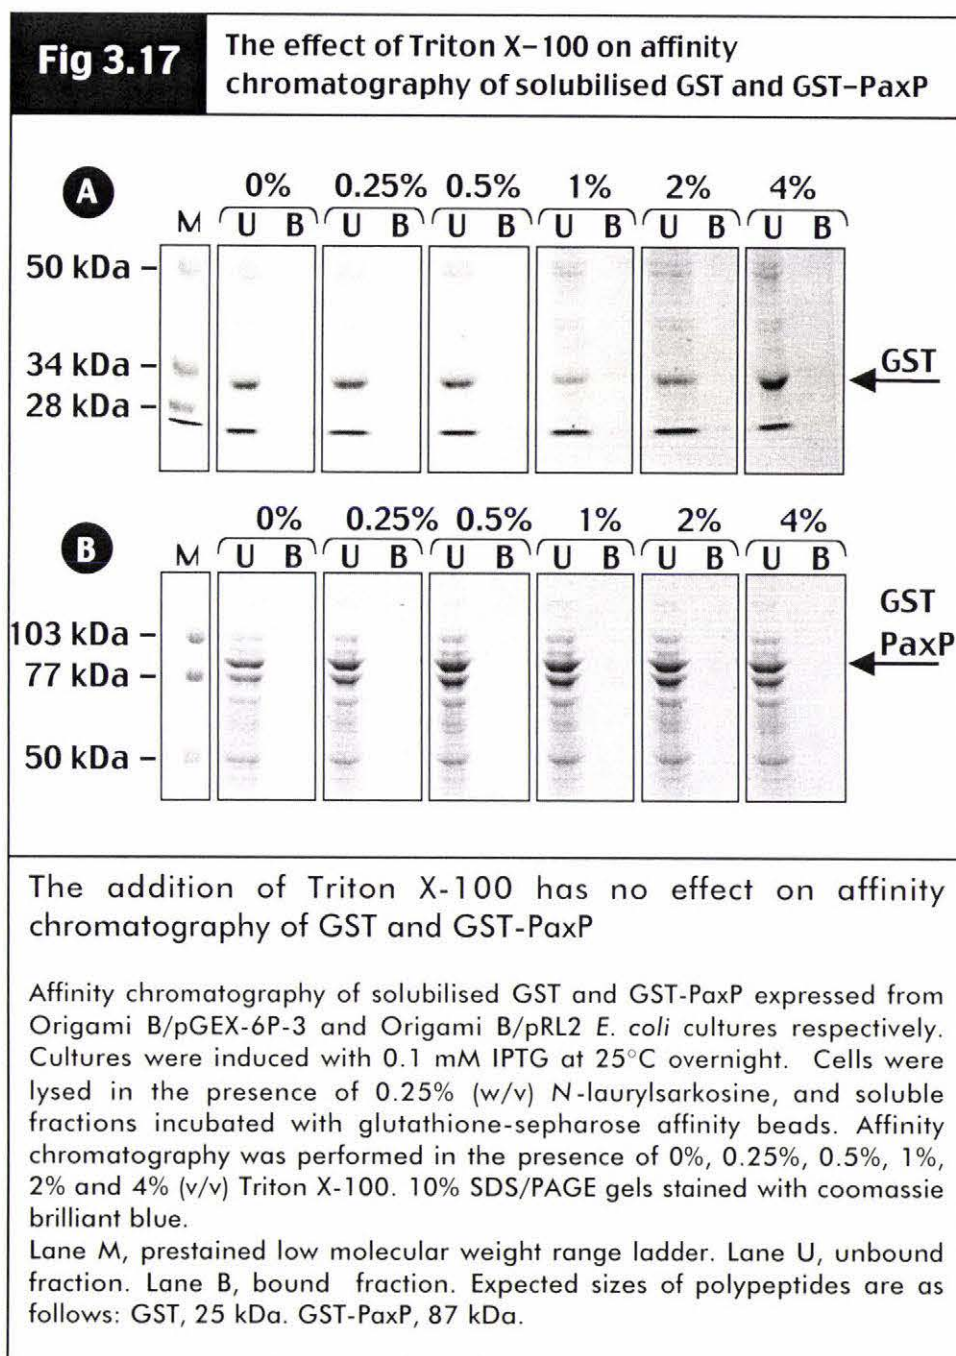 Fig 3.17
The effect of Triton X-100 on affinity
chromatography of solubilised GST and GST-PaxP
A
0% 0.25% 0.5% 1% 2% 4%
M U B U B U B U B U B U B
50 kDa -
34 kDa -
28 kDa -
GST
B
0% 0.25% 0.5% 1% 2% 4%
M U B U B U B U B U B U B
103 kDa -
77 kDa -
50 kDa -
GST
PaxP
The addition of Triton X-100 has no effect on affinity
chromatography of GST and GST-PaxP
Affinity chromatography of solubilised GST and GST-PaxP expressed from
Origami B/pGEX-6P-3 and Origami B/pRL2 E. coli cultures respectively.
Cultures were induced with 0.1 mM IPTG at 25°C overnight. Cells were
lysed in the presence of 0.25% (w/v) N-laurylsarkosine, and soluble
fractions incubated with glutathione-sepharose affinity beads. Affinity
chromatography was performed in the presence of 0%, 0.25%, 0.5%, 1%,
2% and 4% (v/v) Triton X-100. 10% SDS/PAGE gels stained with coomassie
brilliant blue.
Lane M, prestained low molecular weight range ladder. Lane U, unbound
fraction. Lane B, bound fraction. Expected sizes of polypeptides are as
follows: GST, 25 kDa. GST-PaxP, 87 kDa.